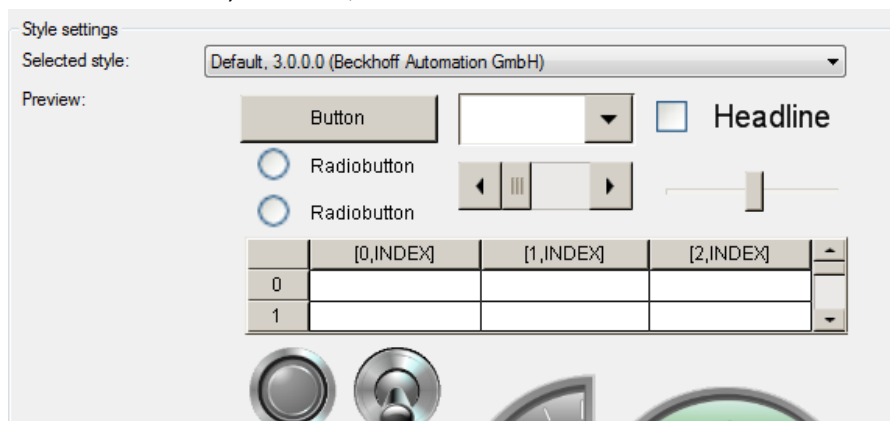 Style settings
Selected style:
Default, 3.0.0.0 (Beckhoff Automation GmbH)
Preview:
Button
Headline
Radiobutton
Radiobutton
[0,INDEX] [1,INDEX] [2,INDEX]
0
1